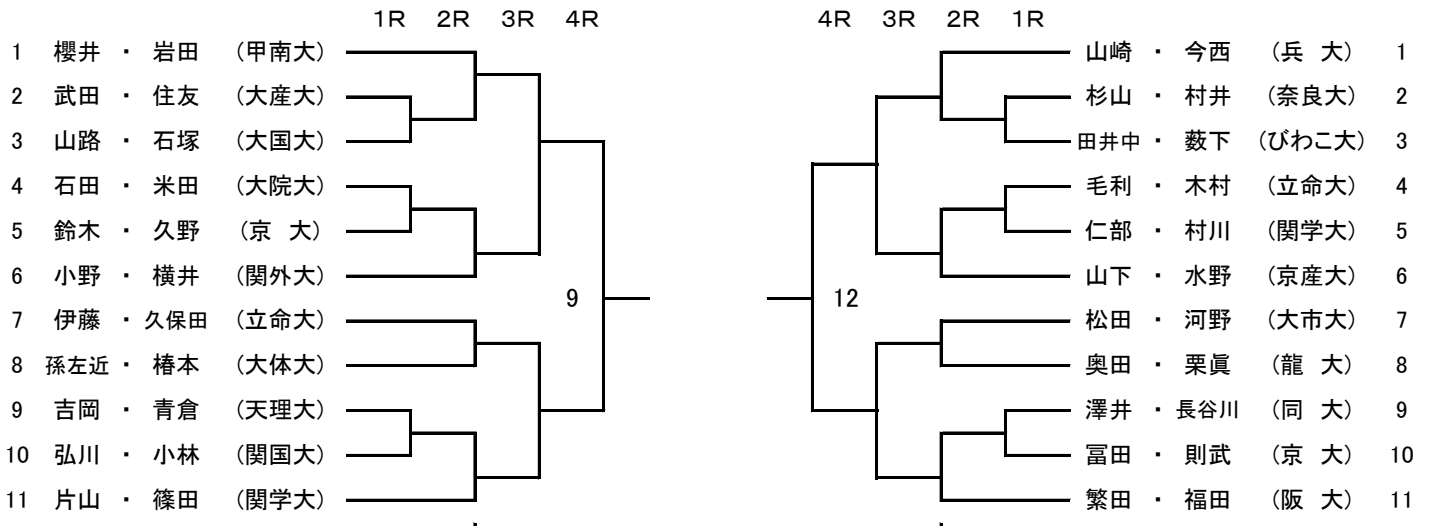 1R 2R 3R 4R 4R 3R 2R 1R
1 櫻井 ・ 岩田 (甲南大) 山崎 ・ 今西 (兵 大) 1
2 武田 ・ 住友 (大産大) 杉山 ・ 村井 (奈良大) 2
3 山路 ・ 石塚 (大国大) 田井中 ・ 薮下 (びわこ大) 3
4 石田 ・ 米田 (大院大) 毛利 ・ 木村 (立命大) 4
5 鈴木 ・ 久野 (京 大) 仁部 ・ 村川 (関学大) 5
6 小野 ・ 横井 (関外大) 山下 ・ 水野 (京産大) 6
9 12
7 伊藤 ・ 久保田 (立命大) 松田 ・ 河野 (大市大) 7
8 孫左近 ・ 椿本 (大体大) 奥田 ・ 栗眞 (龍 大) 8
9 吉岡 ・ 青倉 (天理大) 澤井 ・ 長谷川 (同 大) 9
10 弘川 ・ 小林 (関国大) 冨田 ・ 則武 (京 大) 10
11 片山 ・ 篠田 (関学大) 繁田 ・ 福田 (阪 大) 11